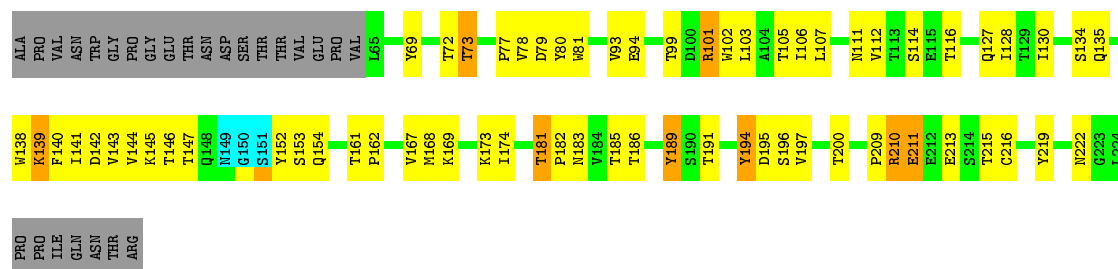 ALA PRO VAL ASN TRP GLY PRO GLY GLU THR ASN ASP SER THR THR VAL GLU PRO VAL L65 Y69 T72 T73 P77 V78 D79 Y80 W81 V93 E94 T99 D100 R101 W102 L103 A104 T105 I106 L107 N111 V112 T113 S114 E115 T116 Q127 I128 T129 I130 S134 Q135
W138 K139 F140 I141 D142 V143 V144 K145 T146 T147 Q148 N149 G150 S151 Y152 S153 Q154 T161 P162 V167 M168 K169 K173 I174 T181 P182 N183 V184 T185 T186 Y189 S190 T191 Y194 D195 S196 V197 T200 P209 R210 E211 E212 E213 S214 T215 C216 Y219 N222 G223 L224
PRO PRO ILE GLN ASN THR ARG